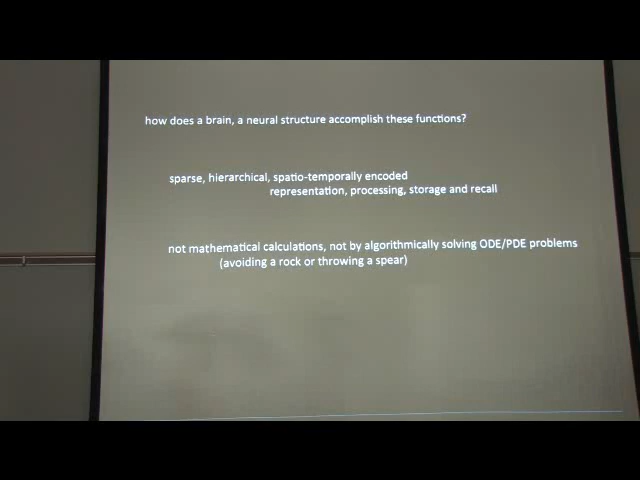 how does a brain, a neural structure accomplish these functions?
sparse, hierarchical, spatio-temporally encoded
representation, processing, storage and recall
not mathematical calculations, not by algorithmically solving ODE/PDE problems
(avoiding a rock or throwing a spear)